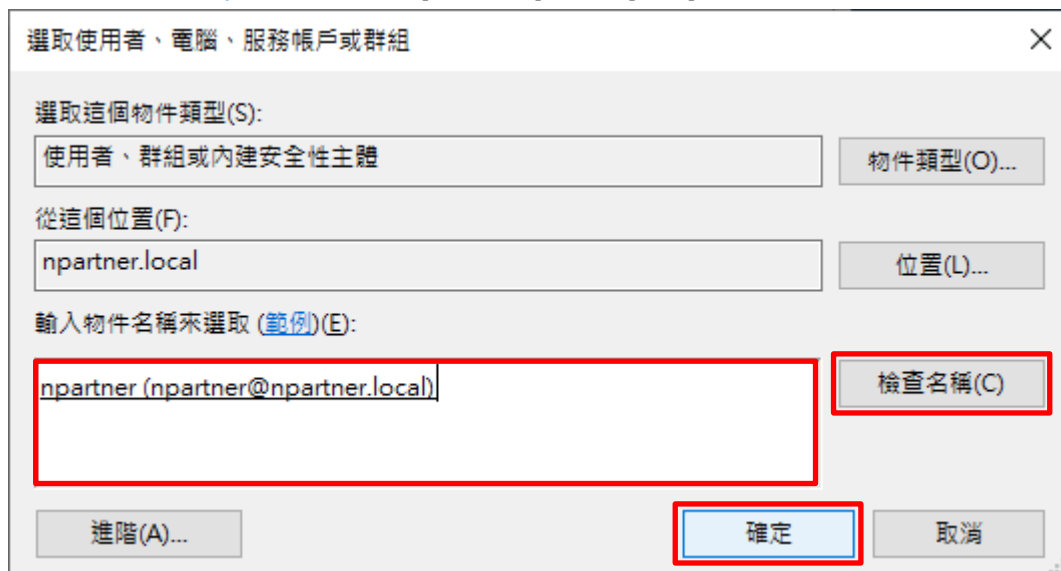 選取使用者、電腦、服務帳戶或群組
選取這個物件類型(S):
使用者、群組或內建安全性主體
物件類型(O)...
從這個位置(F):
npartner.local
位置(L)...
輸入物件名稱來選取 (範例)(E):
npartner (npartner@npartner.local)
檢查名稱(C)
進階(A)...
確定
取消